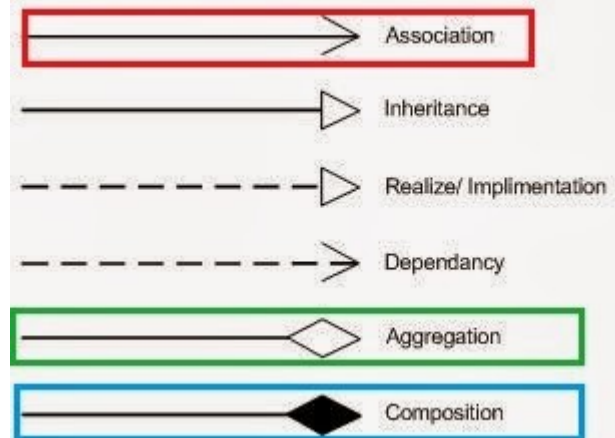 Association
Inheritance
Realize/ Implimentation
Dependancy
Aggregation
Composition